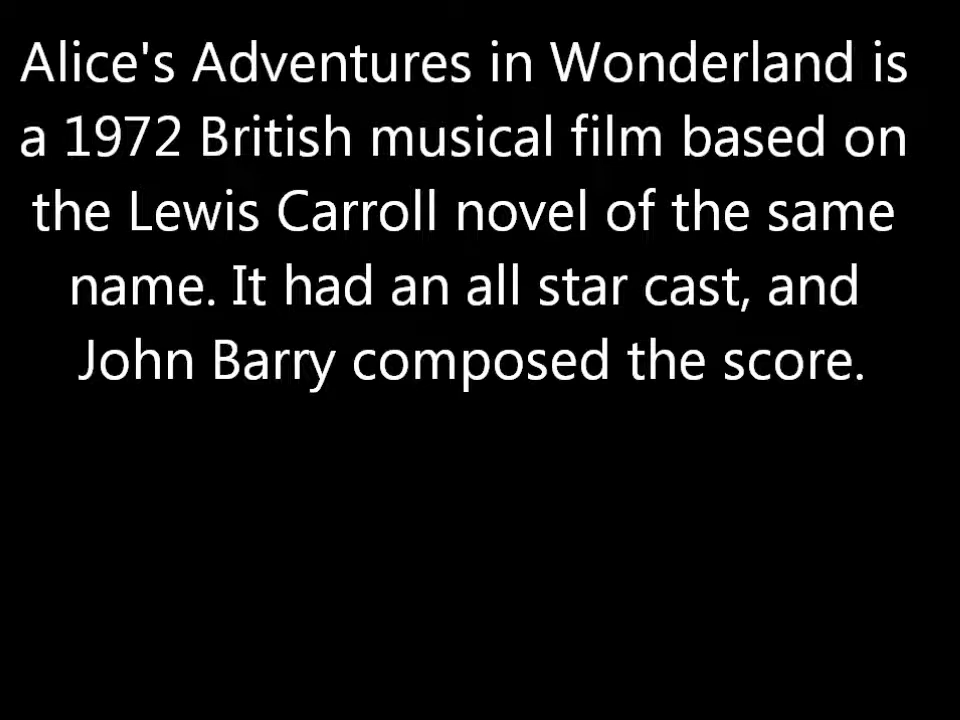 Alice's Adventures in Wonderland is
a 1972 British musical film based on
the Lewis Carroll novel of the same
name. It had an all star cast, and
John Barry composed the score.